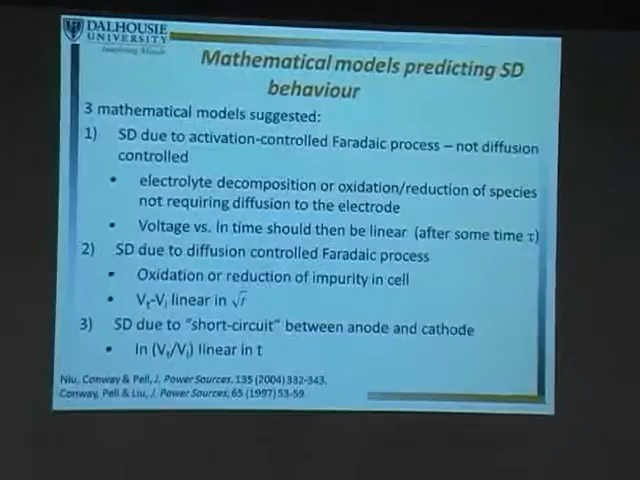 DALHOUSIE
UNIVERSITY
Inspiring Minds
Mathematical models predicting SD
behaviour
3 mathematical models suggested:
1) SD due to activation-controlled Faradaic process – not diffusion
controlled
• electrolyte decomposition or oxidation/reduction of species
not requiring diffusion to the electrode
• Voltage vs. ln time should then be linear (after some time τ)
2) SD due to diffusion controlled Faradaic process
• Oxidation or reduction of impurity in cell
• Vt-Vi linear in √t
3) SD due to “short-circuit” between anode and cathode
• ln (Vt/Vi) linear in t
Niu, Conway & Pell, J. Power Sources, 135 (2004) 332-343.
Conway, Pell & Liu, J. Power Sources, 65 (1997) 53-59.